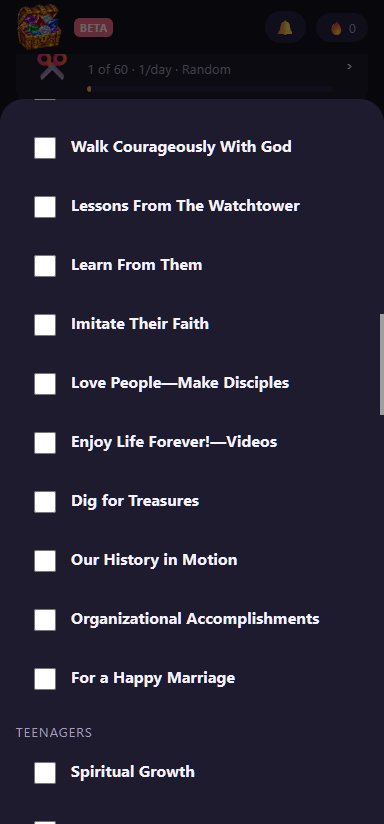 BETA
🔔
🔥 0
1 of 60 · 1/day · Random
›
Walk Courageously With God
Lessons From The Watchtower
Learn From Them
Imitate Their Faith
Love People—Make Disciples
Enjoy Life Forever!—Videos
Dig for Treasures
Our History in Motion
Organizational Accomplishments
For a Happy Marriage
TEENAGERS
Spiritual Growth